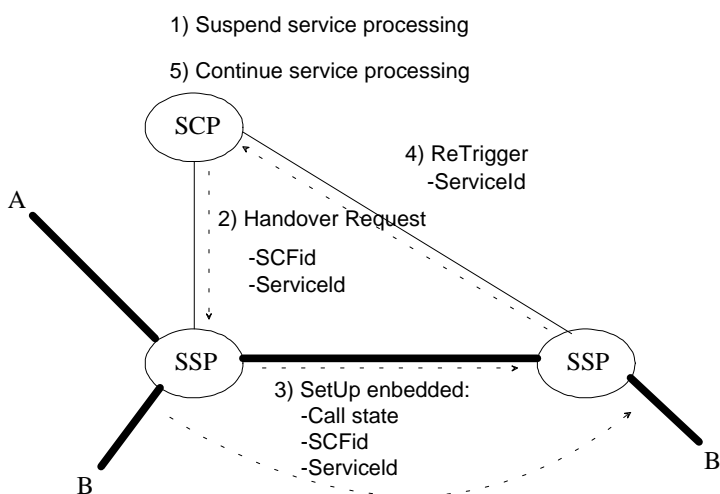 1) Suspend service processing
5) Continue service processing
SCP
4) ReTrigger
-ServiceId
A
2) Handover Request
-SCFid
-ServiceId
SSP
SSP
3) SetUp enbedded:
-Call state
-SCFid
-ServiceId
B
B